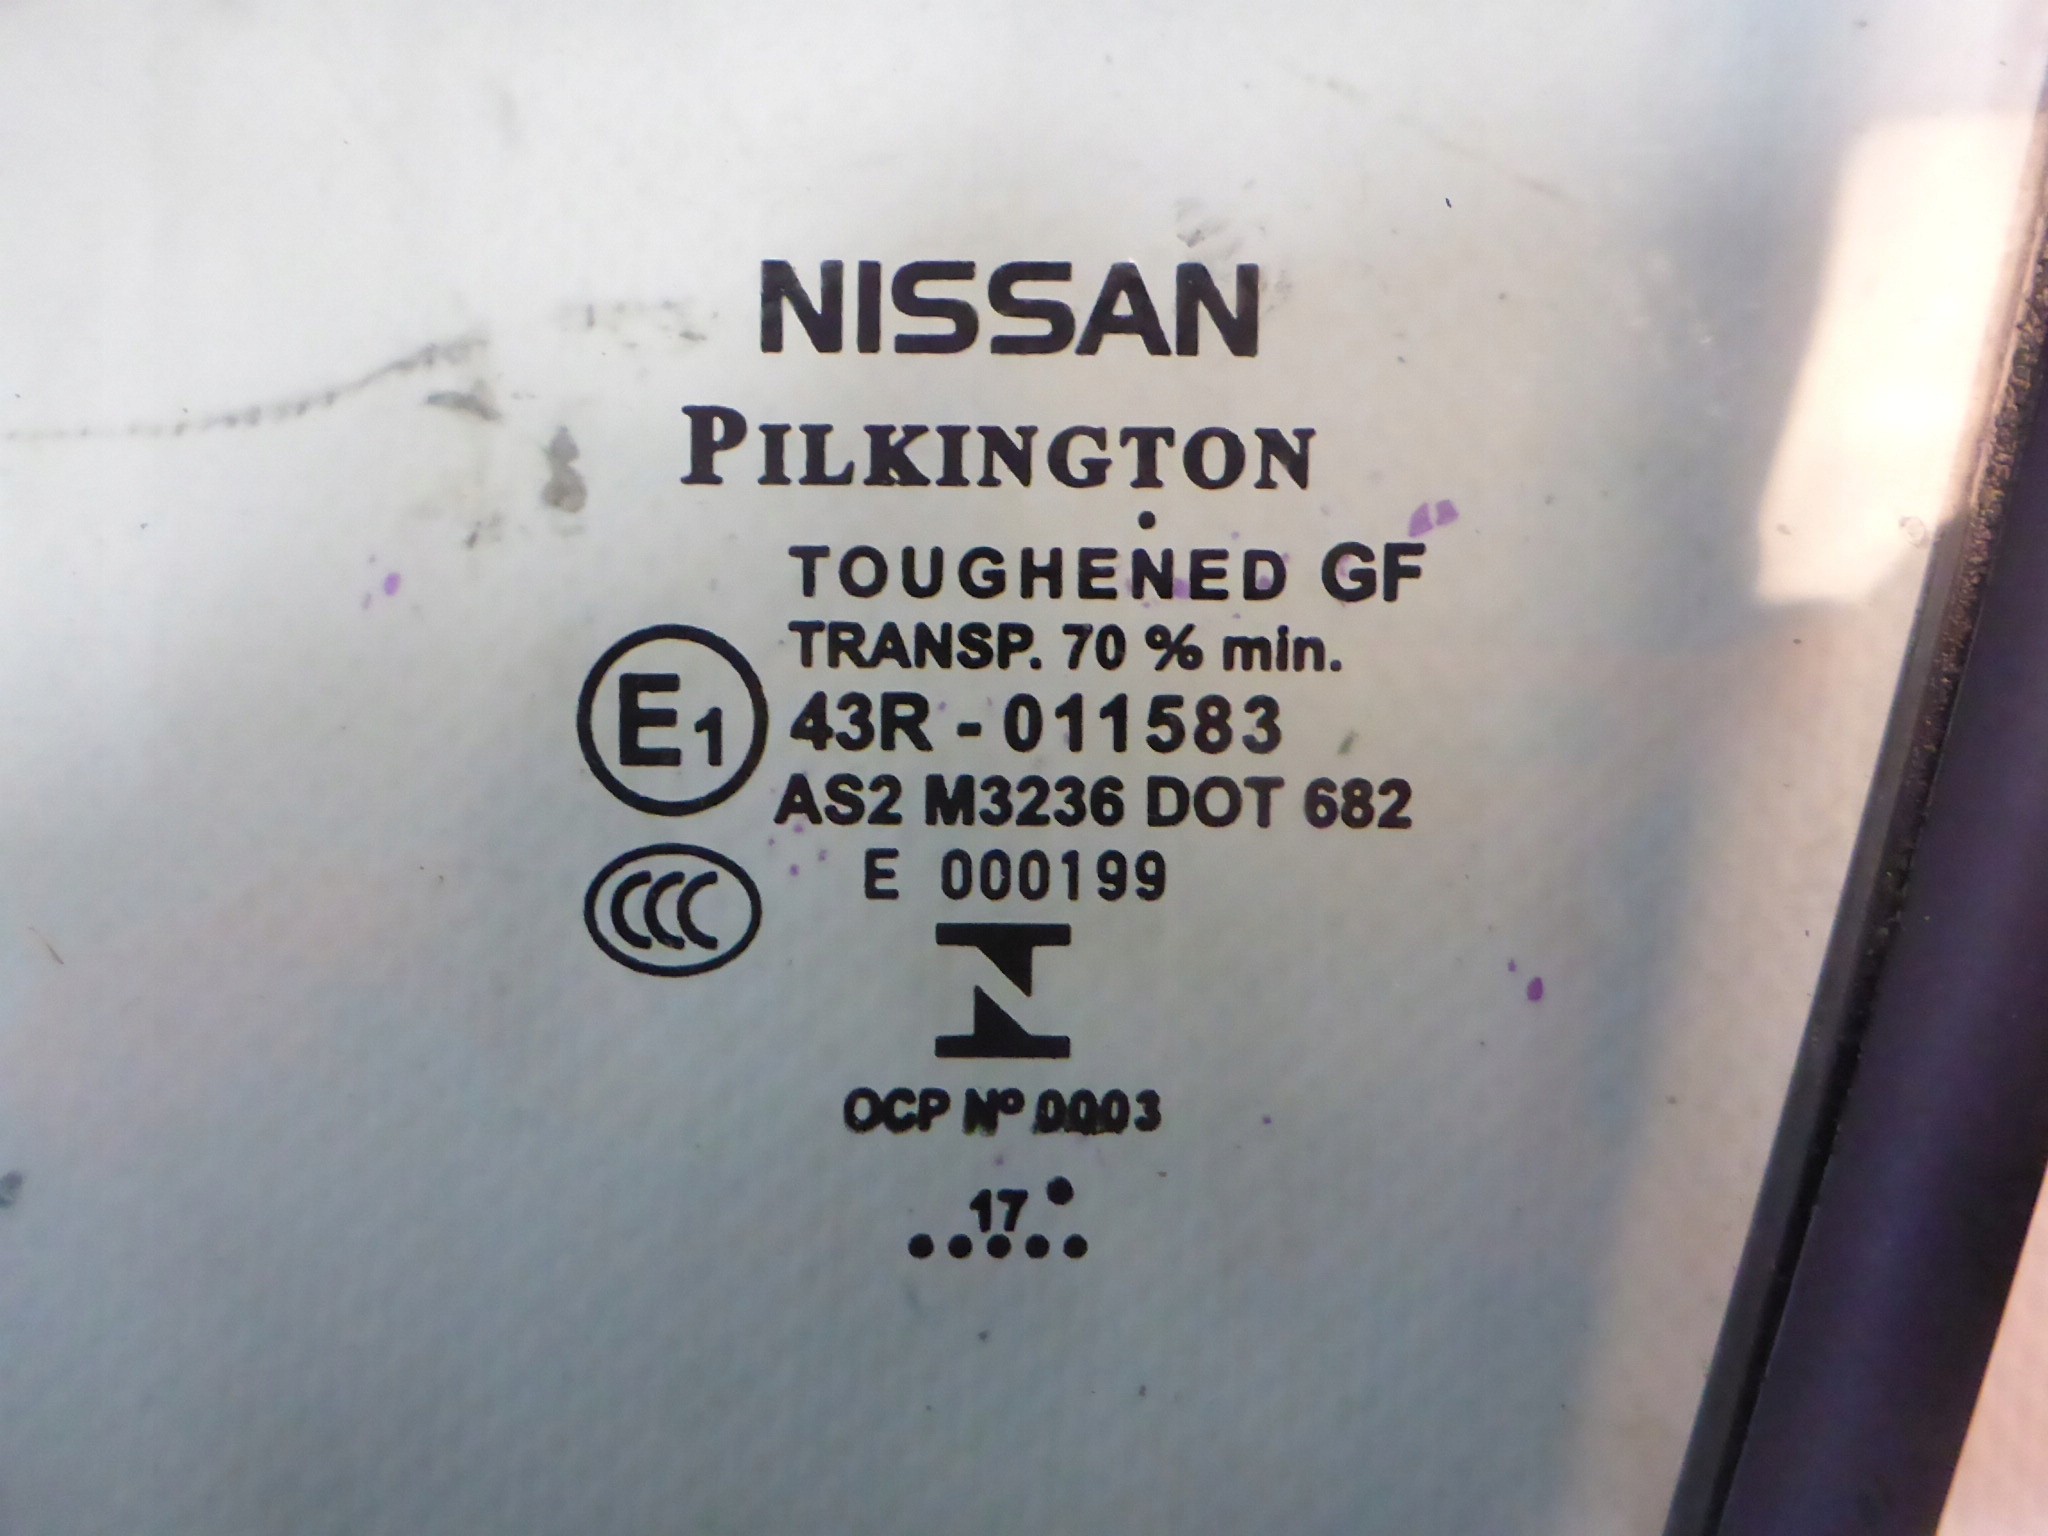 NISSAN
PILKINGTON
TOUGHENED GF
TRANSP. 70 % min.
E1 43R - 011583
AS2 M3236 DOT 682
CCC E 000199
OCP Nº 0003
17